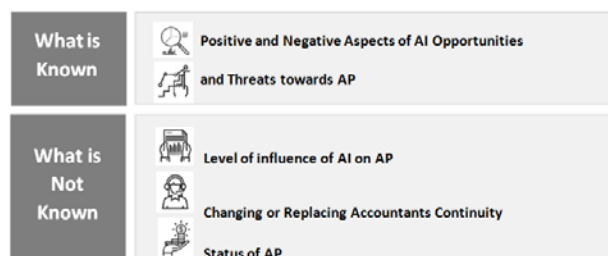 What is
Known
Positive and Negative Aspects of AI Opportunities
and Threats towards AP
What is
Not
Known
Level of influence of AI on AP
Changing or Replacing Accountants Continuity
Status of AP